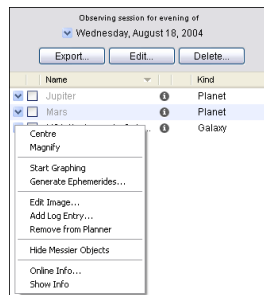 Observing session for evening of
Wednesday, August 18, 2004
Export... Edit... Delete...
Name Kind
Jupiter Planet
Mars Planet
Galaxy
Centre
Magnify
Start Graphing
Generate Ephemerides...
Edit Image...
Add Log Entry...
Remove from Planner
Hide Messier Objects
Online Info...
Show Info